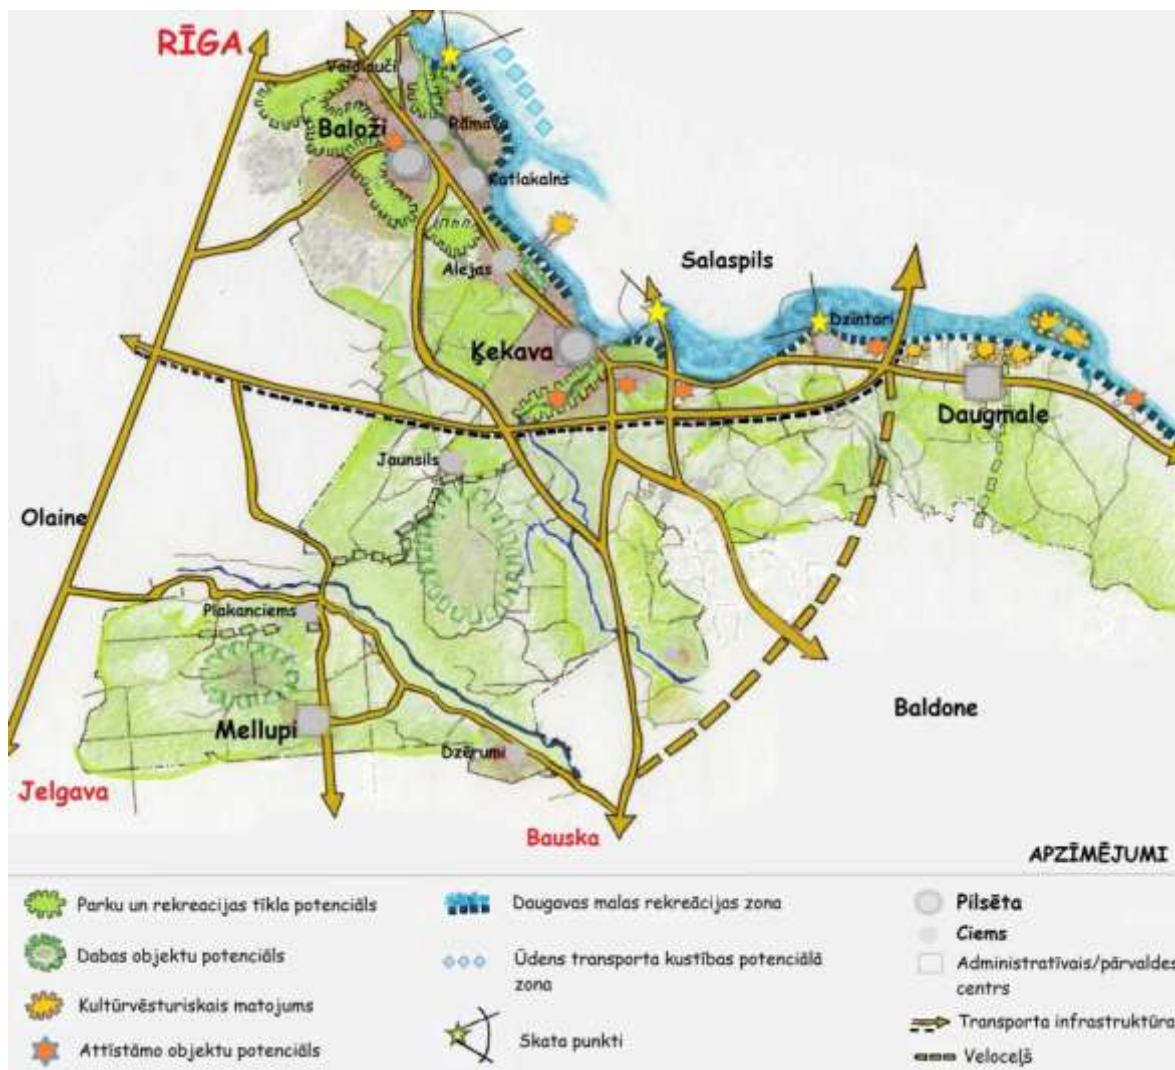 RĪGA
Valdlauči
Baloži
Rāmava
Katlakalns
Alejas
Salaspils
Dzintari
Ķekava
Daugmale
Jaunsils
Olaine
Plakanciems
Mellupi
Baldone
Dzērumi
Jelgava
Bauska
APZĪMĒJUMI
Parku un rekreacijas tīkla potenciāls
Dabas objektu potenciāls
Kultūrvēsturiskais matojums
Attīstāmo objektu potenciāls
Daugavas malas rekreācijas zona
Ūdens transporta kustības potenciālā
zona
Skata punkti
Pilsēta
Ciems
Administratīvais/pārvaldes
centrs
Transporta infrastruktūra
Veloceļš